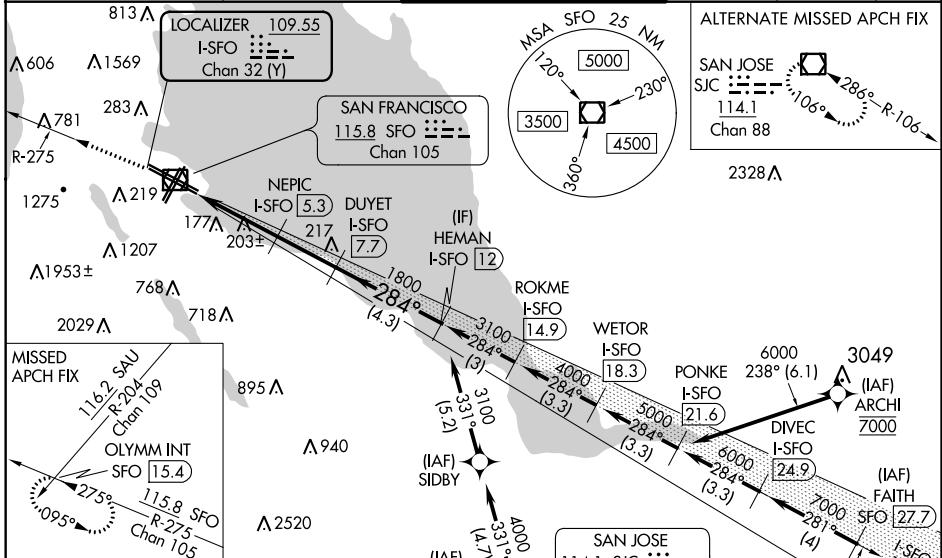 813
LOCALIZER 109.55
I-SFO
Chan 32 (Y)
606
1569
283
781
R-275
1275
219
SAN FRANCISCO
115.8 SFO
Chan 105
MSA SFO 25 NM
120°
5000
230°
3500
4500
360°
ALTERNATE MISSED APCH FIX
SAN JOSE
SJC
114.1
Chan 88
286°
R-106
106°
2328
NEPIC
I-SFO 5.3
DUYET
I-SFO
7.7
(IF)
HEMAN
I-SFO 12
177
203±
217
1207
1953±
768
718
2029
1800
284°
(4.3)
ROKME
I-SFO
14.9
3100
284°
(3)
WETOR
I-SFO
18.3
4000
284°
(3.3)
PONKE
I-SFO
21.6
5000
284°
(3.3)
6000
238° (6.1)
3049
(IAF)
ARCHI
7000
DIVEC
I-SFO
24.9
6000
284°
(3.3)
(IAF)
FAITH
SFO 27.7
7000
281°
(4)
I-SFO
895
940
2520
3100
331°
(5.2)
(IAF)
SIDBY
4000
331°
(4.7)
(IAF)
SAN JOSE
114.1 SJC
MISSED
APCH FIX
116.2 SAU
R-204
Chan 109
OLYMM INT
SFO 15.4
275°
095°
115.8 SFO
R-275
Chan 105